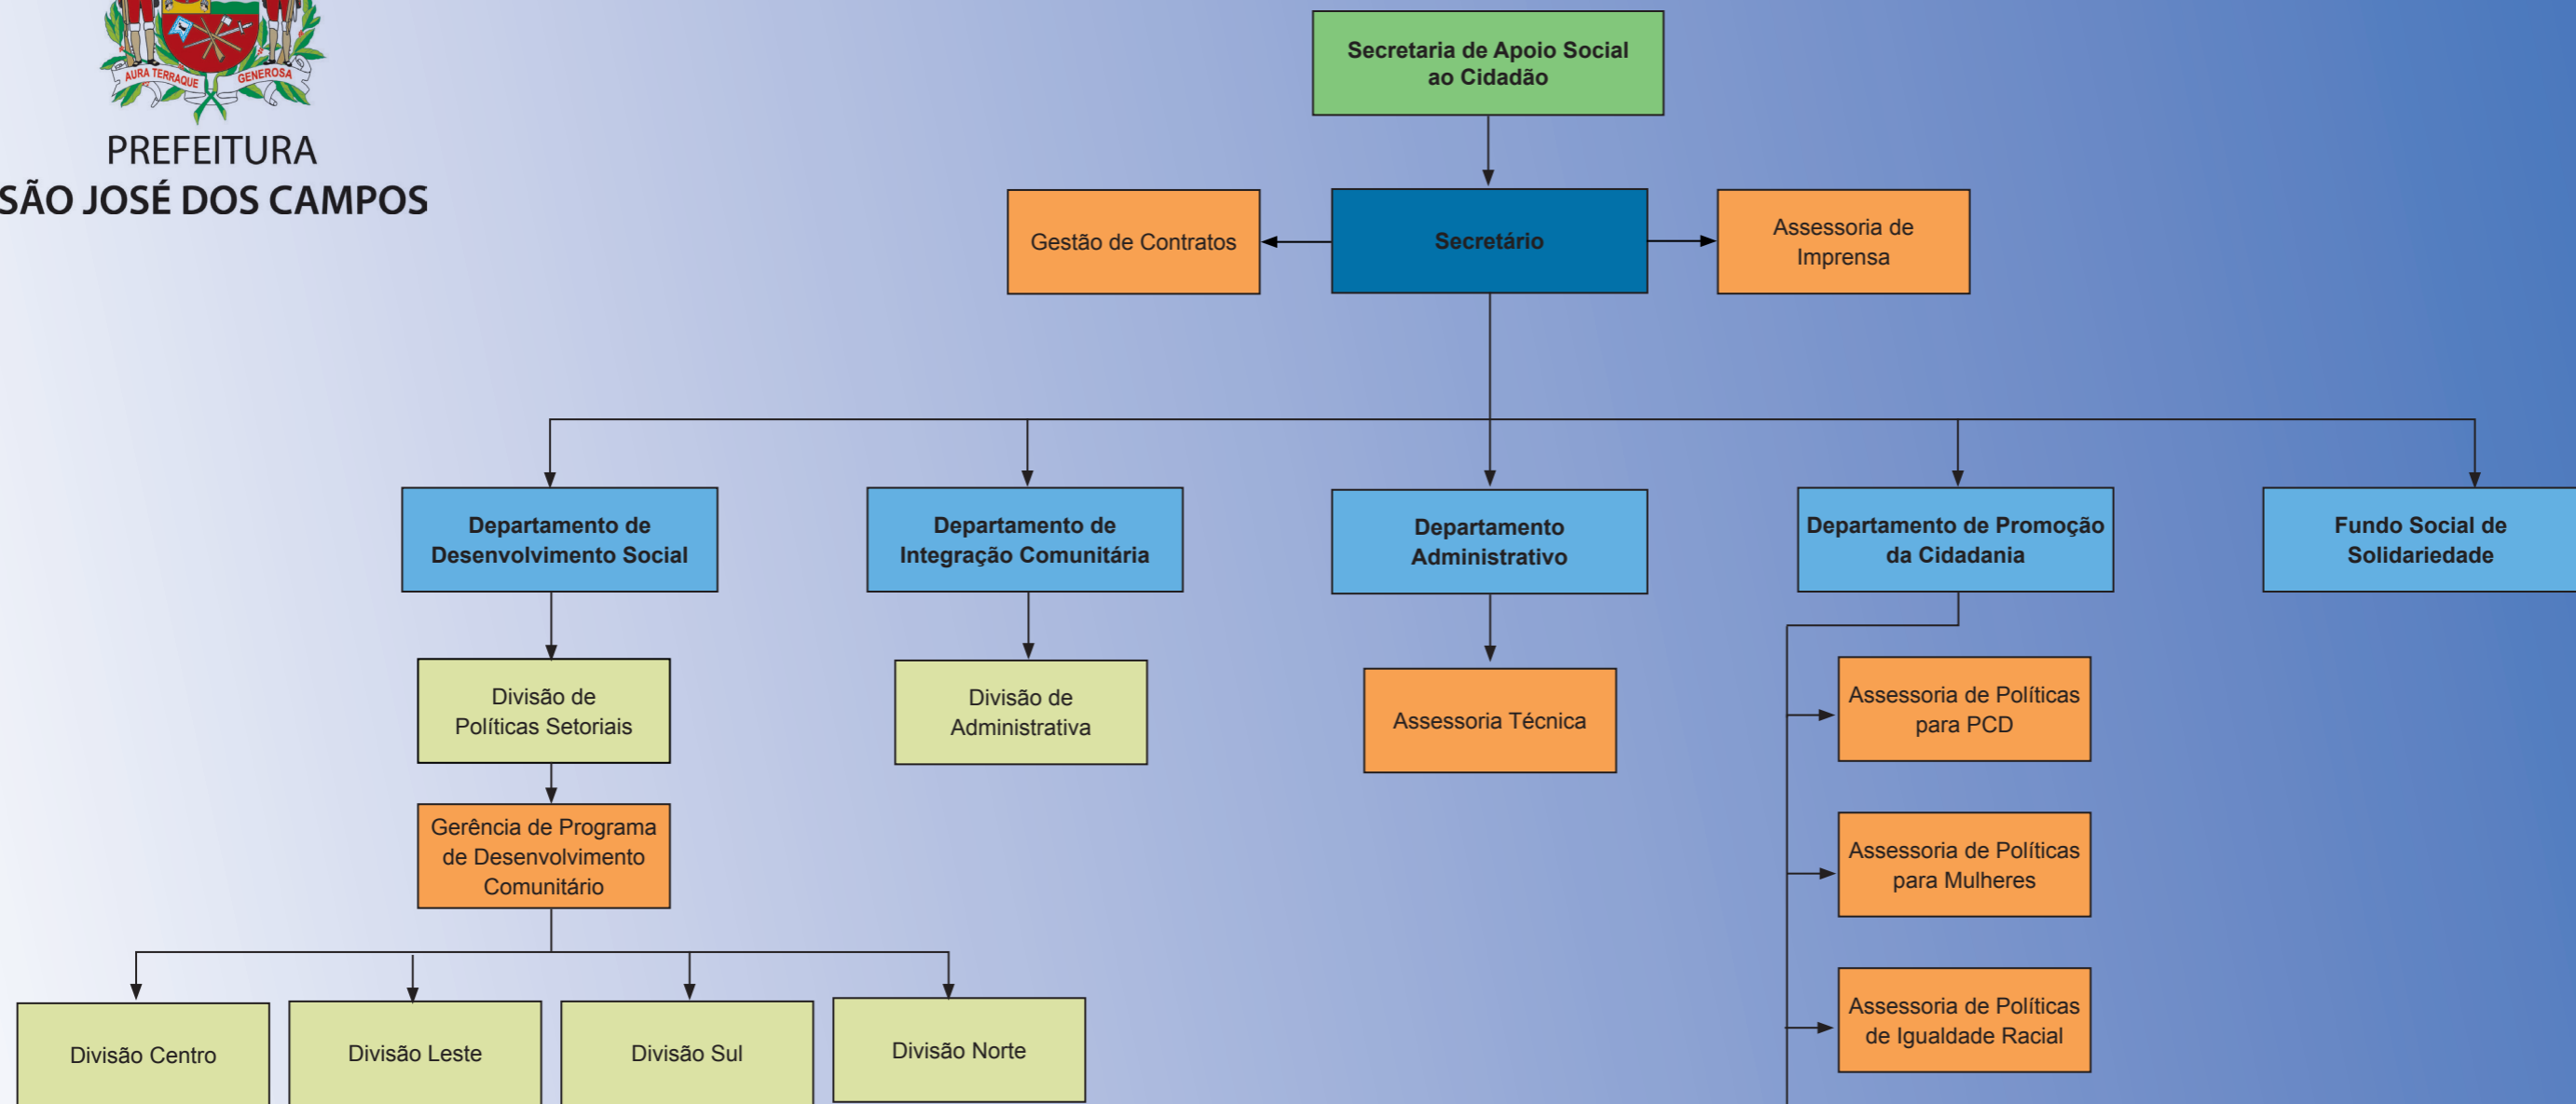 AURA TERRAQUE GENEROSA
PREFEITURA
SÃO JOSÉ DOS CAMPOS
Secretaria de Apoio Social
ao Cidadão
Gestão de Contratos
Secretário
Assessoria de
Imprensa
Departamento de
Desenvolvimento Social
Departamento de
Integração Comunitária
Departamento
Administrativo
Departamento de Promoção
da Cidadania
Fundo Social de
Solidariedade
Divisão de
Políticas Setoriais
Divisão de
Administrativa
Assessoria Técnica
Assessoria de Políticas
para PCD
Gerência de Programa
de Desenvolvimento
Comunitário
Assessoria de Políticas
para Mulheres
Divisão Centro
Divisão Leste
Divisão Sul
Divisão Norte
Assessoria de Políticas
de Igualdade Racial